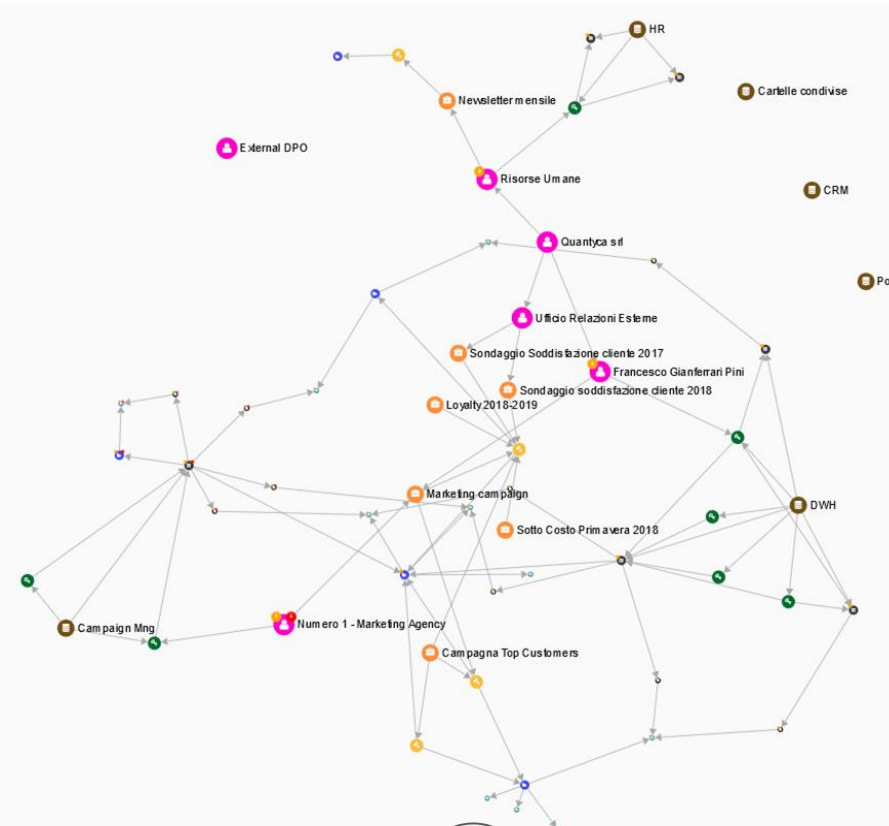 HR
Cartelle condivise
Newsletter mensile
External DPO
Risorse Umane
CRM
Quantyca srl
Po
Ufficio Relazioni Esterne
Sondaggio Soddisfazione cliente 2017
Francesco Gianferrari Pini
Sondaggio soddisfazione cliente 2018
Loyalty 2018-2019
Marketing campaign
DWH
Sotto Costo Primavera 2018
Campaign Mng
Numero 1 - Marketing Agency
Campagna Top Customers